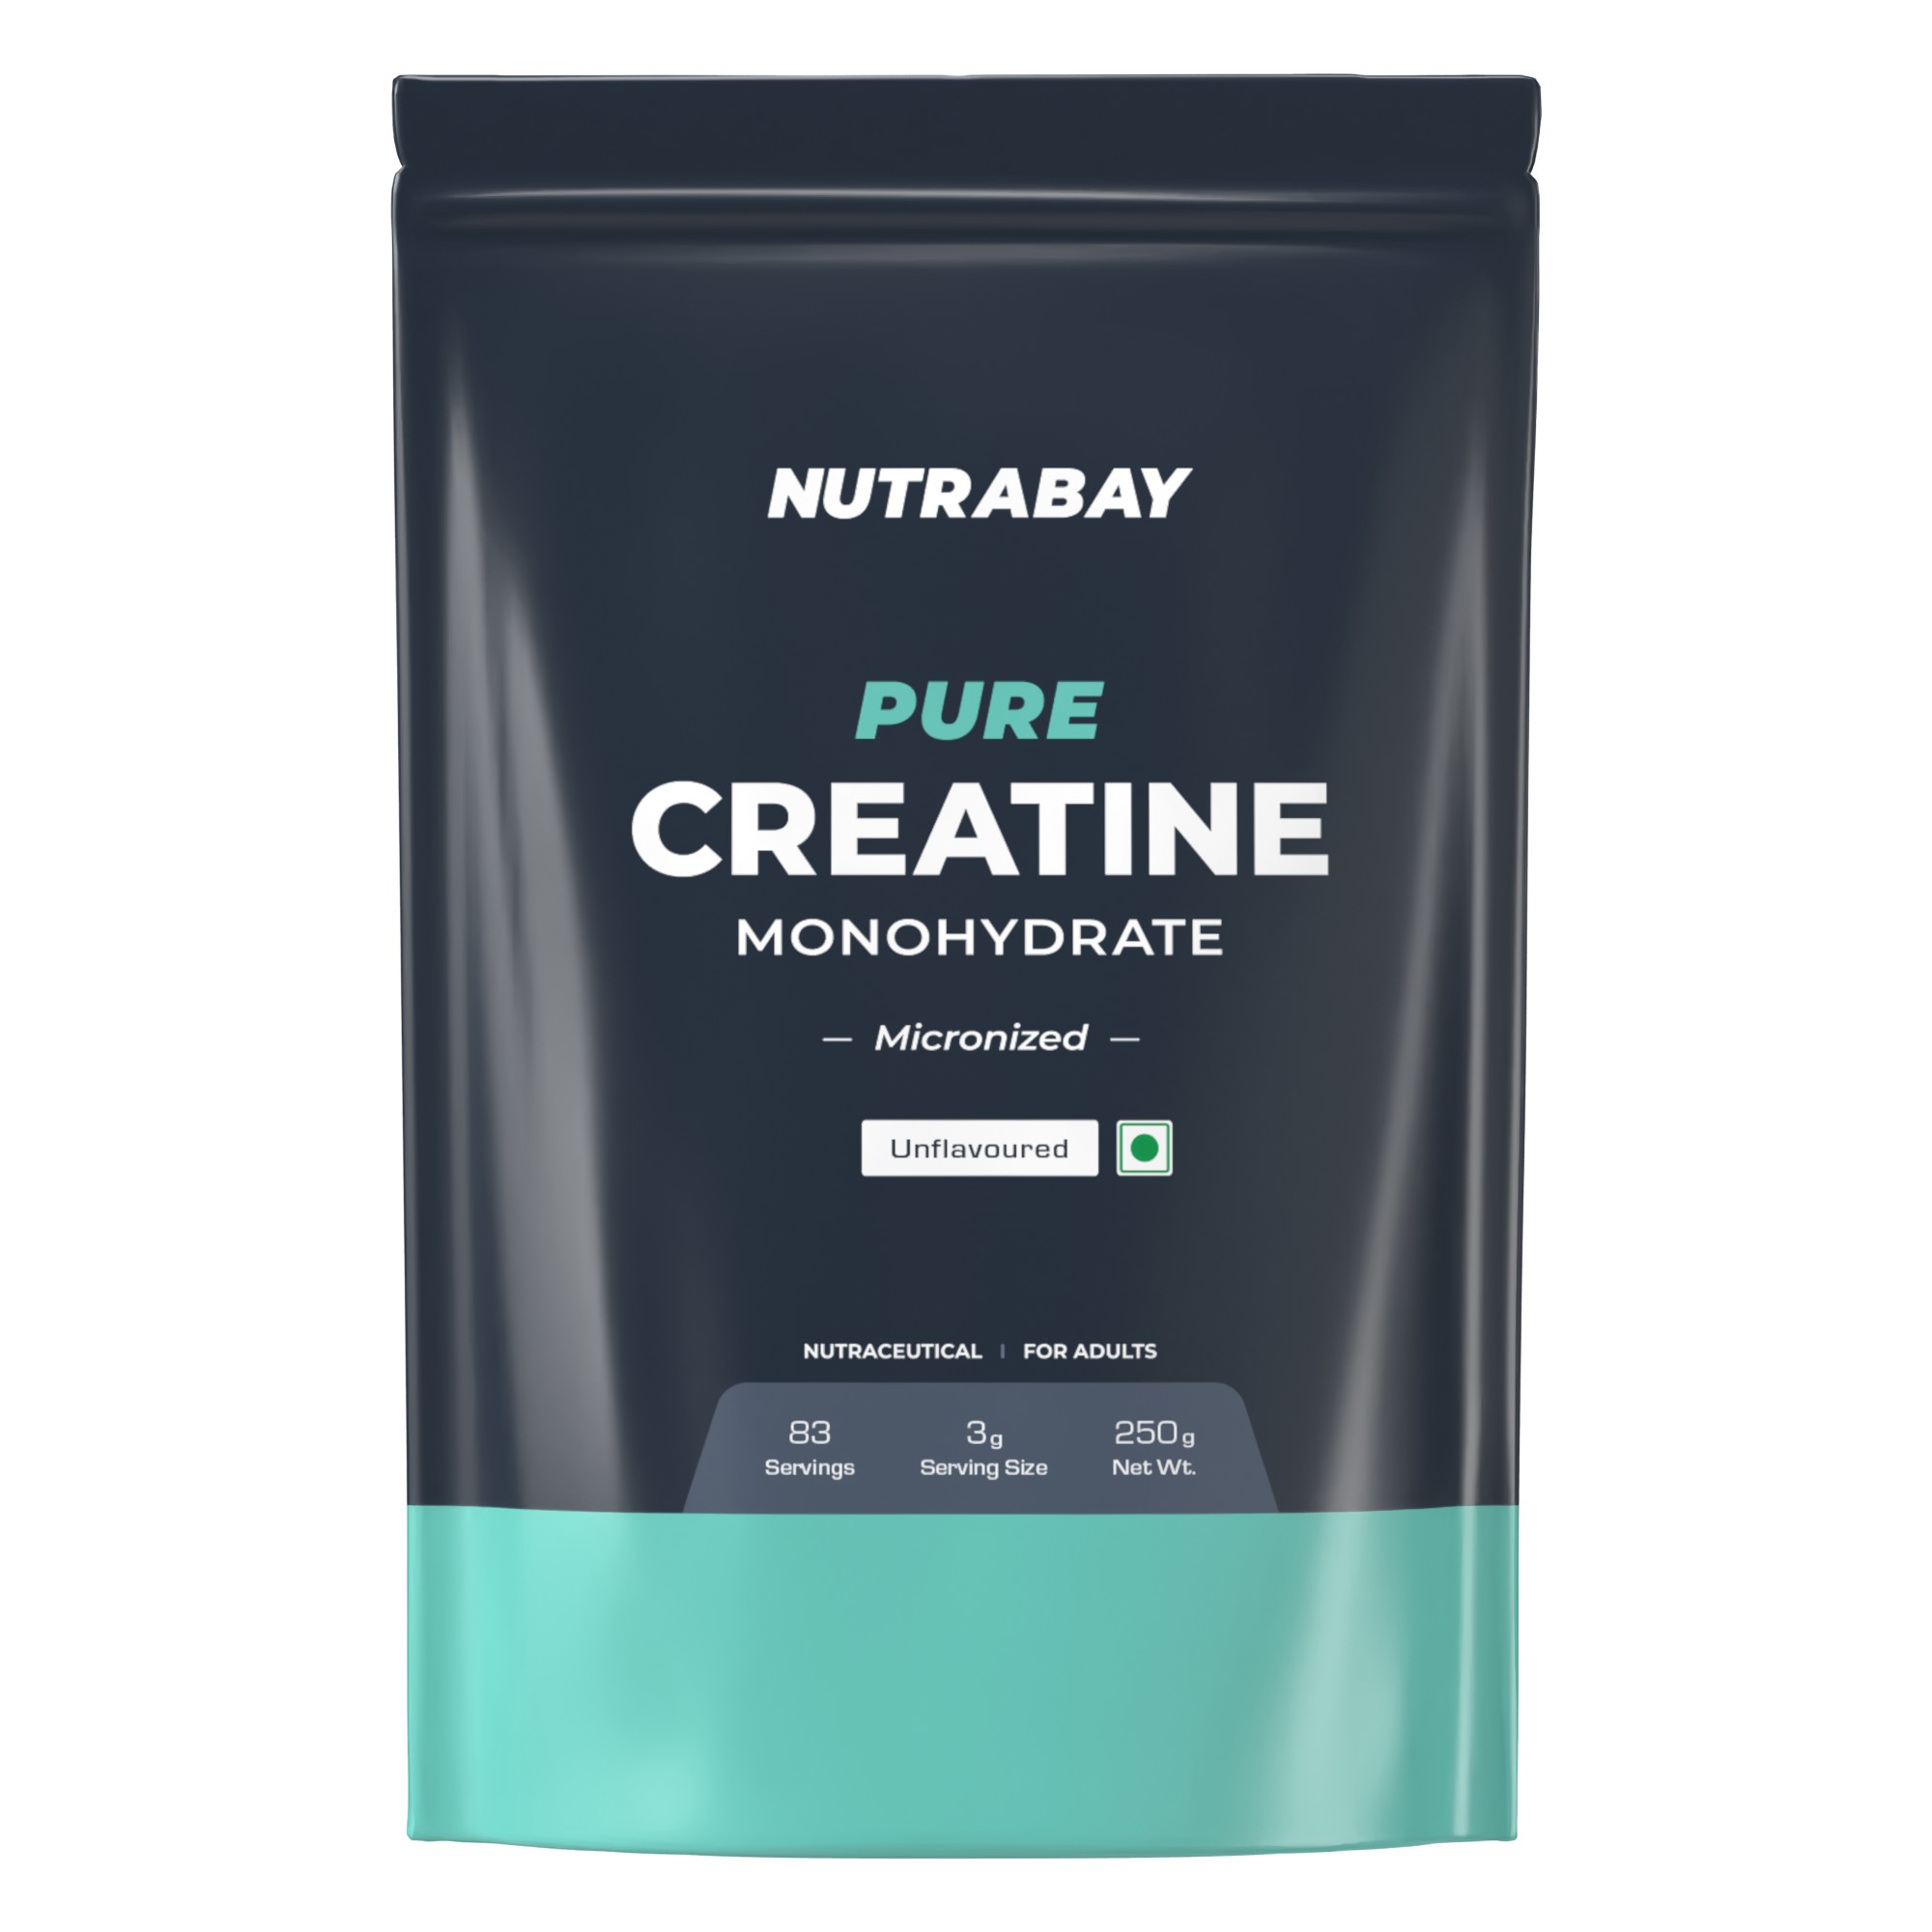 NUTRABAY
PURE
CREATINE
MONOHYDRATE
— Micronized —
Unflavoured
NUTRACEUTICAL | FOR ADULTS
83 3g 250g
Servings Serving Size Net Wt.